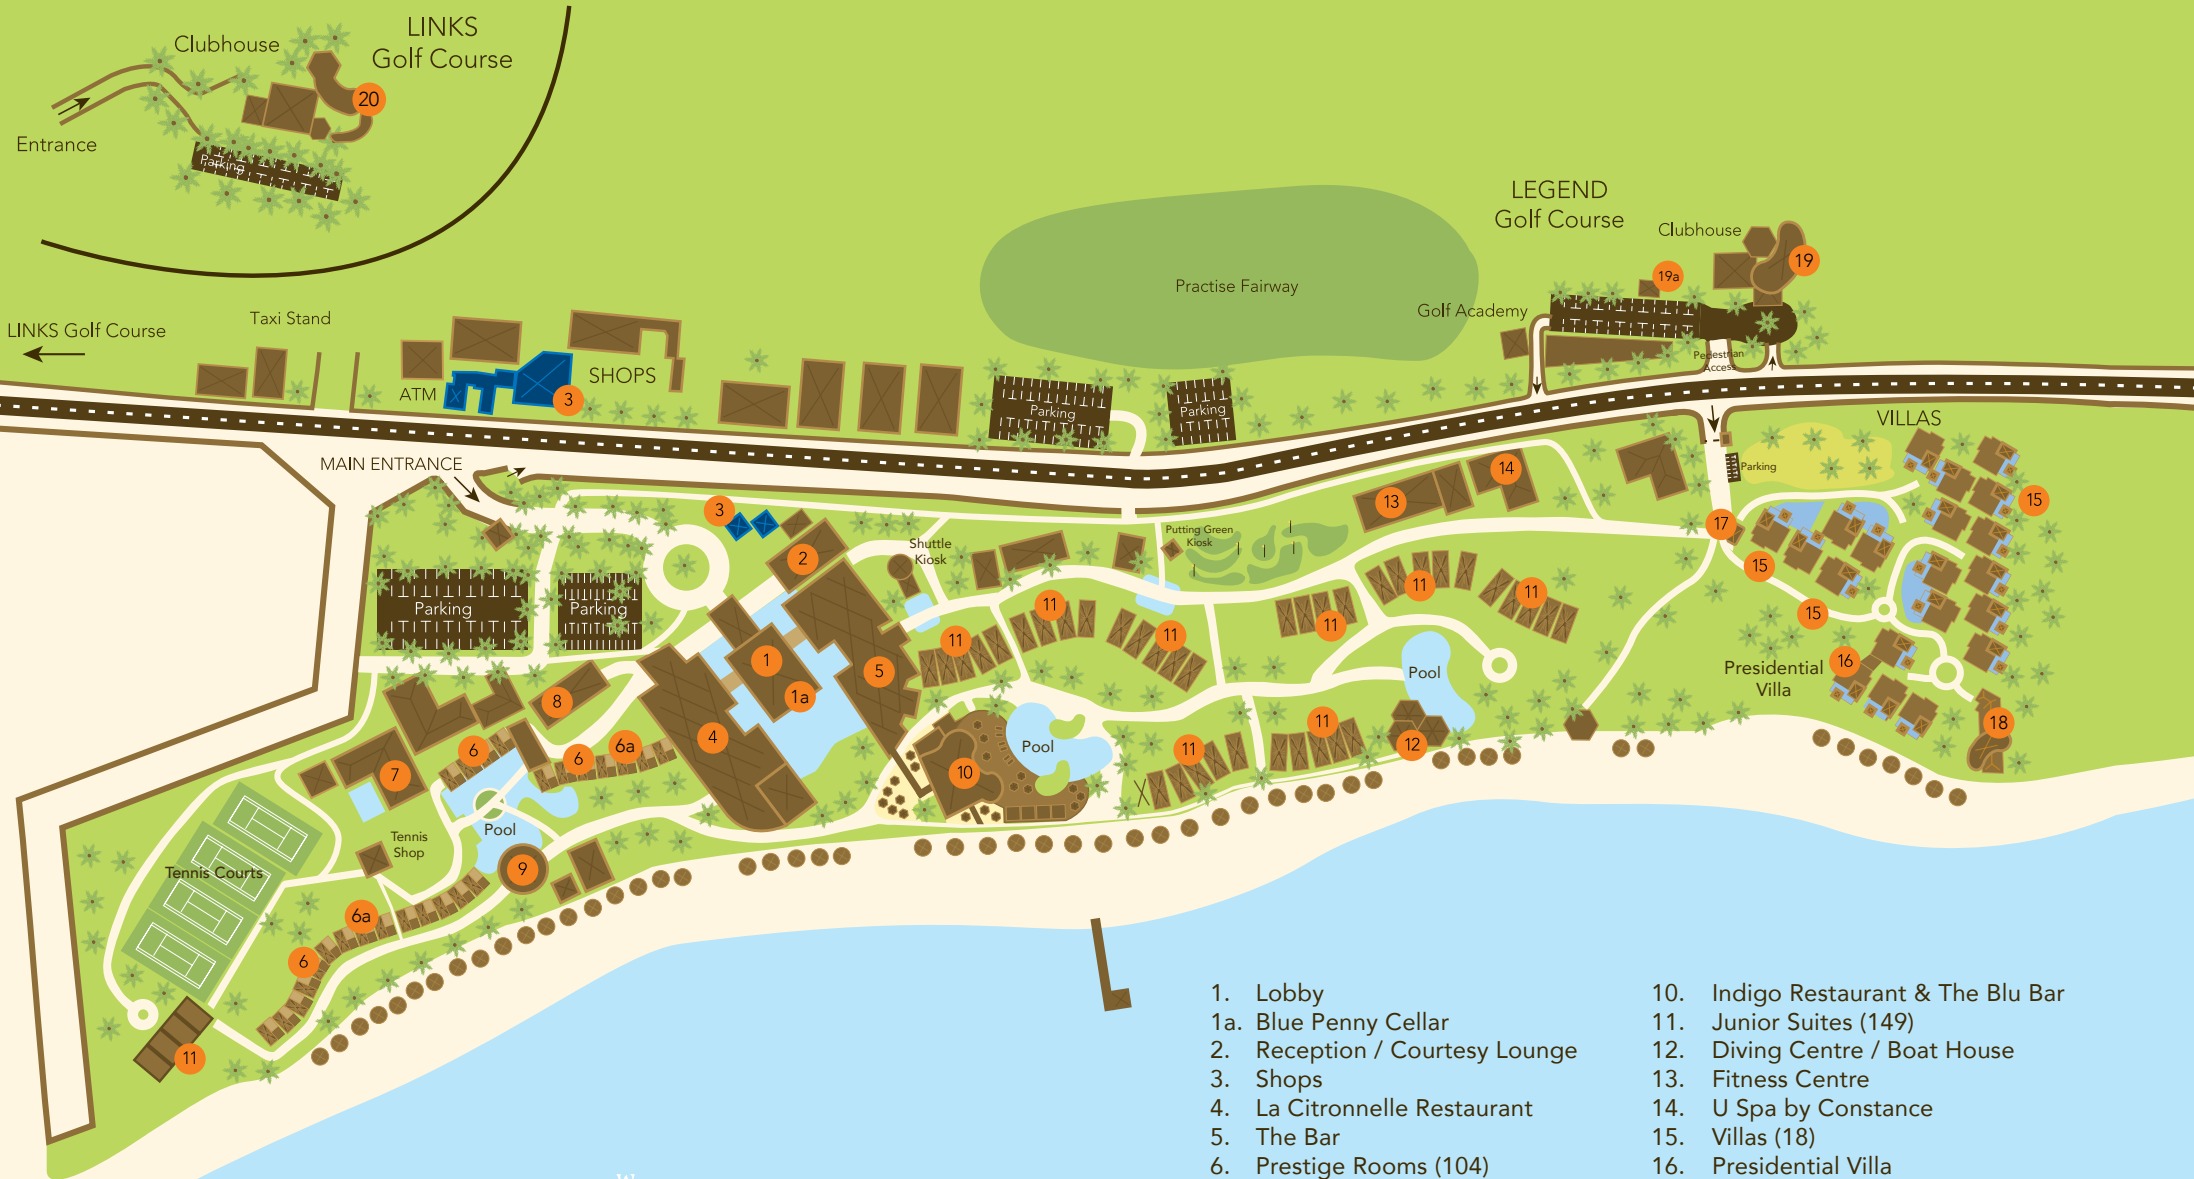 LINKS
Golf Course
Clubhouse
20
Entrance
Parking
LEGEND
Golf Course
Clubhouse
19
19a
Practise Fairway
Golf Academy
Pedestrian
Access
LINKS Golf Course
Taxi Stand
ATM
SHOPS
3
Parking
Parking
VILLAS
MAIN ENTRANCE
Parking
14
13
15
3
17
Putting Green
Kiosk
Shuttle
Kiosk
2
15
Parking
Parking
11
11
11
15
11
11
11
1
5
16
Presidential
Villa
Pool
1a
8
4
11
18
6
6
6a
11
12
Pool
7
10
Pool
Tennis
Shop
9
Tennis Courts
6a
6
11
1. Lobby
1a. Blue Penny Cellar
2. Reception / Courtesy Lounge
3. Shops
4. La Citronnelle Restaurant
5. The Bar
6. Prestige Rooms (104)
10. Indigo Restaurant & The Blu Bar
11. Junior Suites (149)
12. Diving Centre / Boat House
13. Fitness Centre
14. U Spa by Constance
15. Villas (18)
16. Presidential Villa